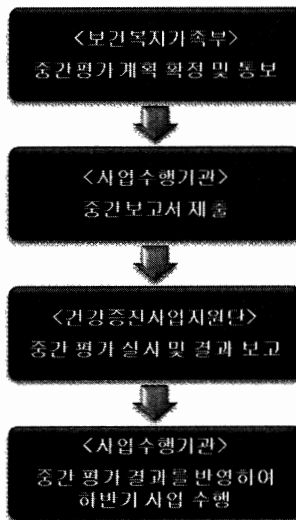 <보건복지가족부>
중간평가 계획 확정 및 통보
<사업수행기관>
중간보고서 제출
<건강증진사업지원단>
중간 평가 실시 및 결과 보고
<사업수행기관>
중간 평가 결과를 반영하여
하반기 사업 수행